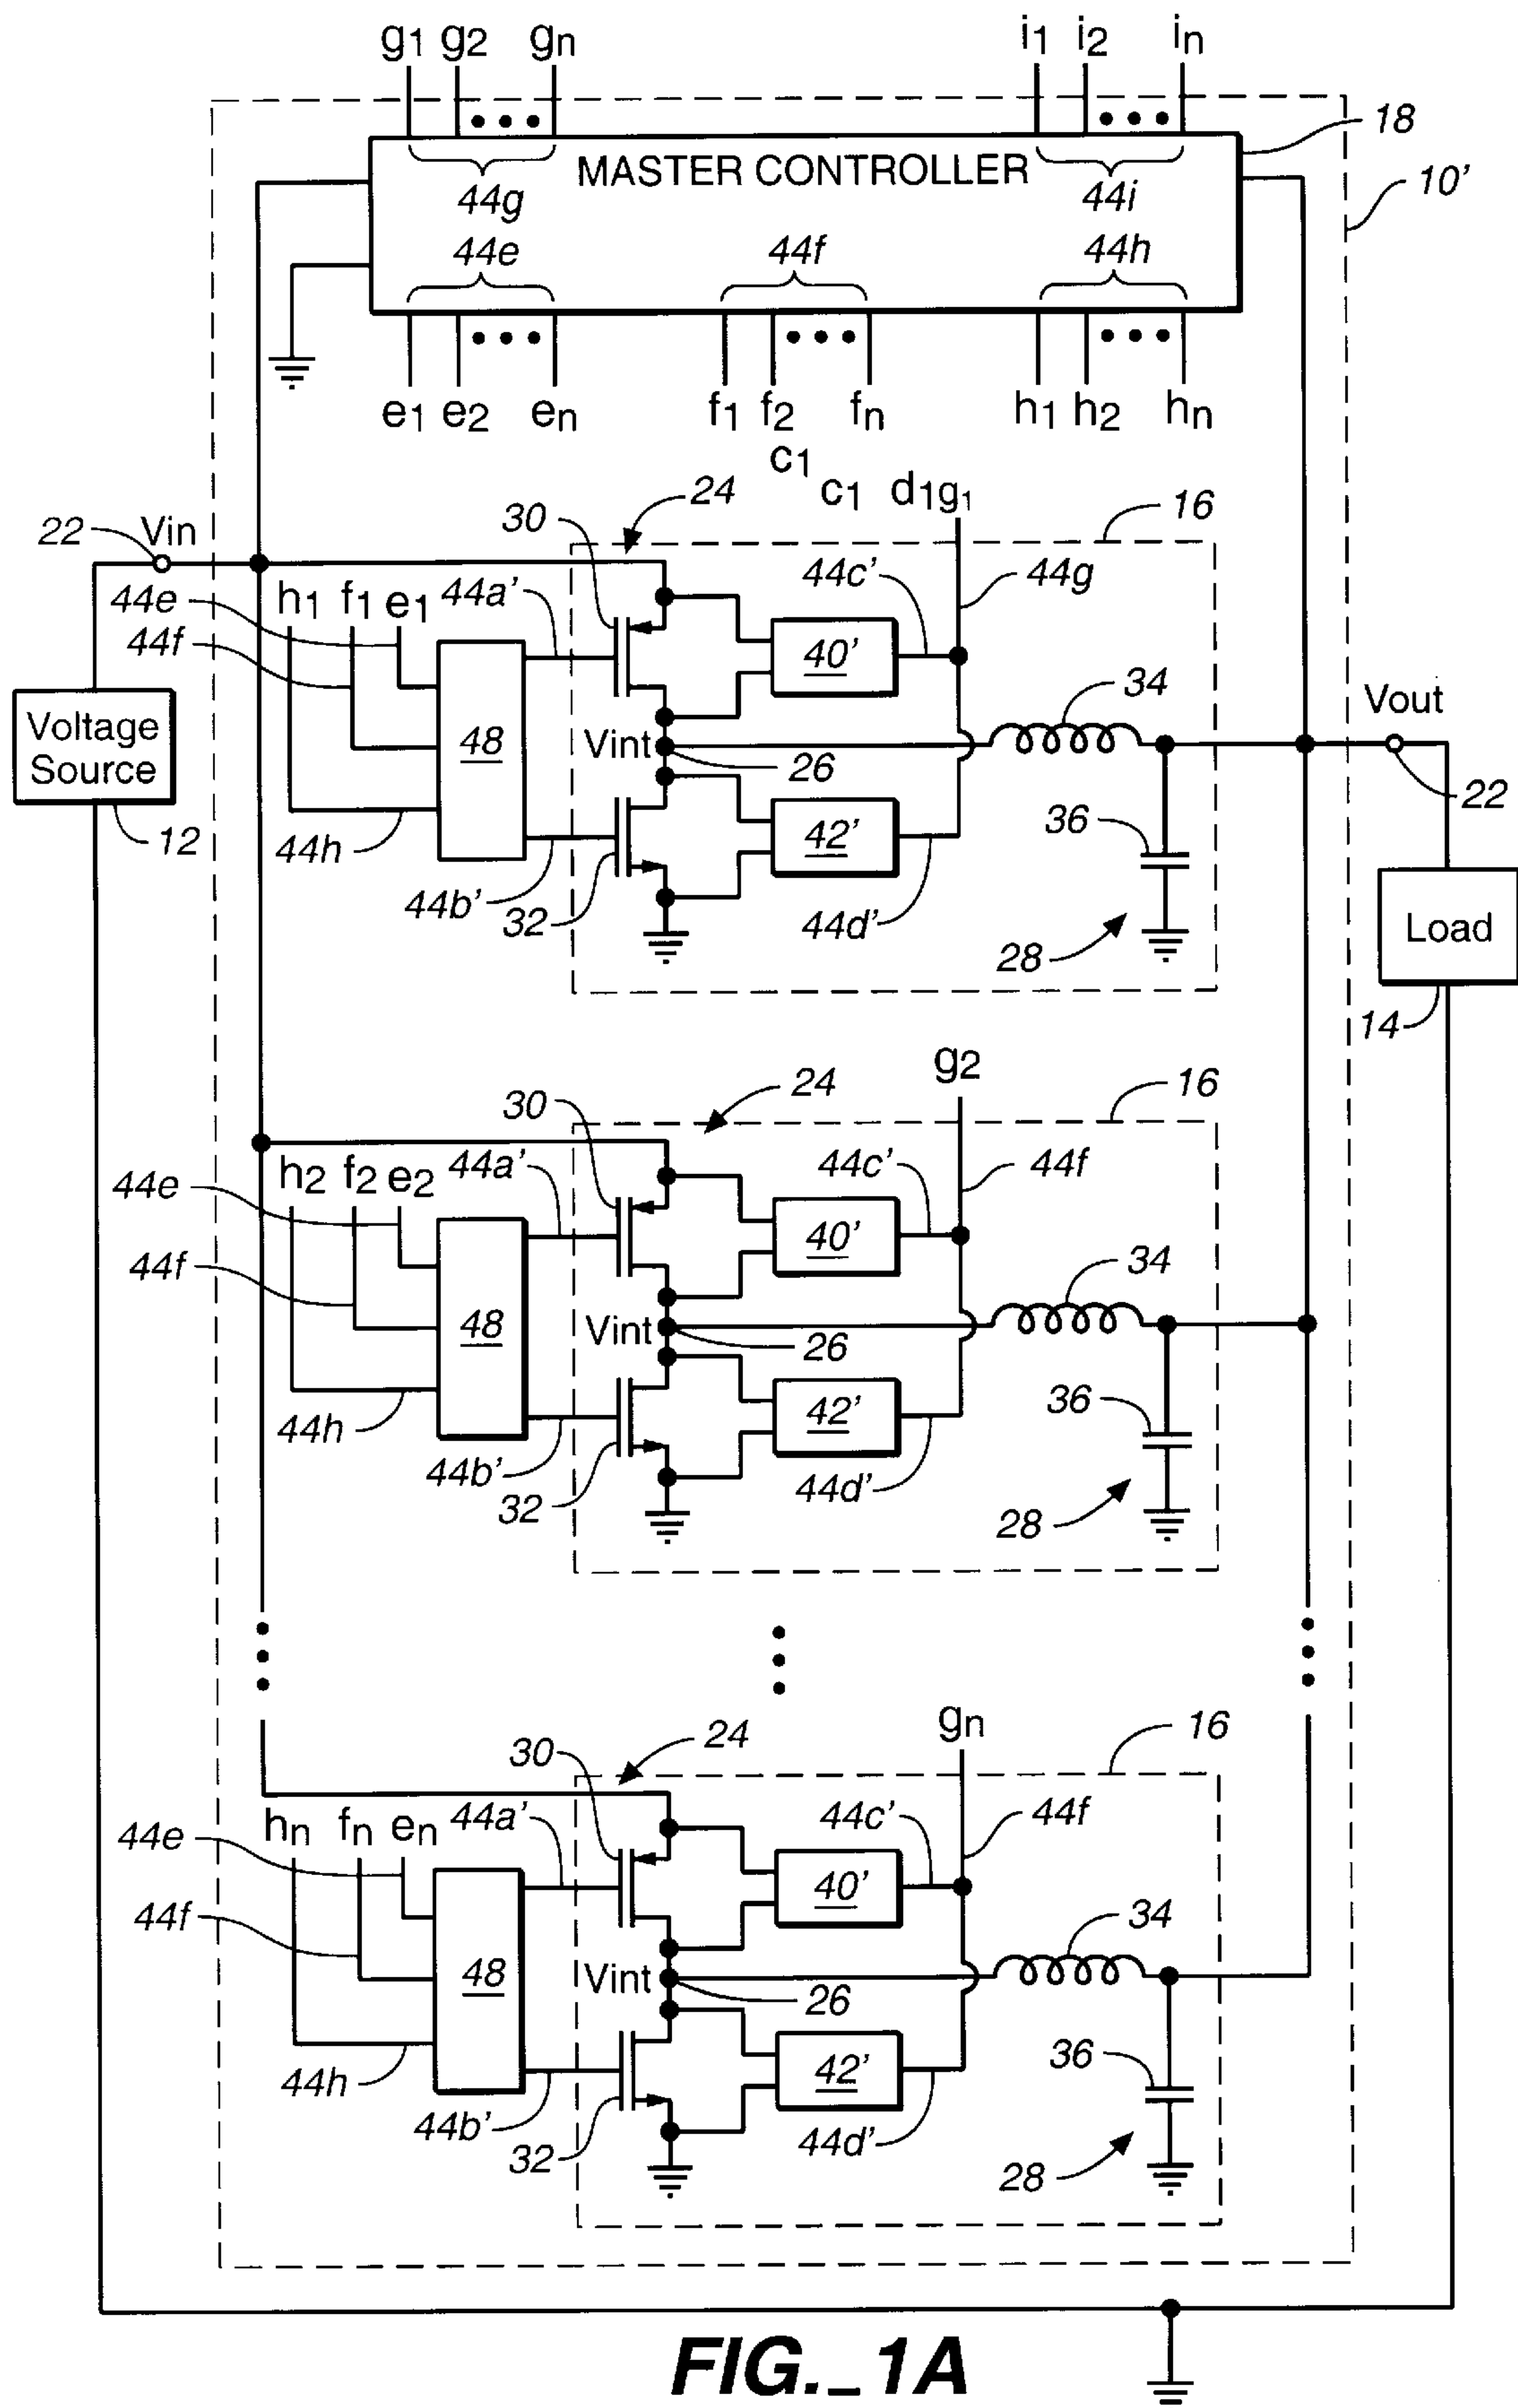 g1 g2 gn i1 i2 in
18
MASTER CONTROLLER
10'
44g 44i
44e 44f 44h
e1 e2 en f1 f2 fn h1 h2 hn
c1
c1 d1g1
24
30 16
22 Vin
44e h1 f1 e1 44a' 44c' 44g
44f
40'
34
Vout
Voltage
Source
48
Vint
26
22
12
44h
42'
36
44b'
32
44d'
28
Load
14
g2
24 16
30
h2 f2 e2 44a' 44c' 44f
44e
44f
40'
34
48
Vint
26
44h
42'
36
44b'
32
44d'
28
gn
24 16
30
hn fn en 44a' 44c' 44f
44e
44f
40'
34
48
Vint
26
44h
42'
36
44b'
32
44d'
28
FIG._1A